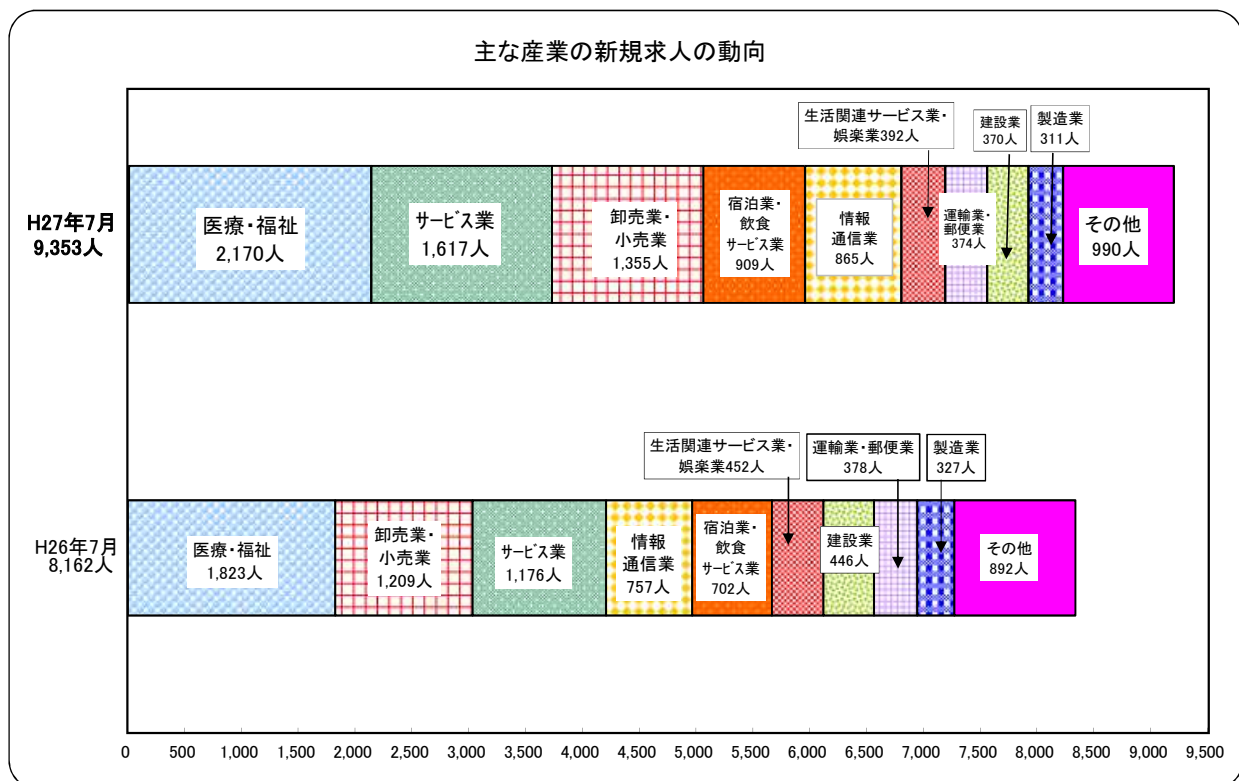 主な産業の新規求人の動向
生活関連サービス業・
娯楽業392人
建設業
370人
製造業
311人
H27年7月
9,353人
医療・福祉
2,170人
サービス業
1,617人
卸売業・
小売業
1,355人
宿泊業・
飲食
サービス業
909人
情報
通信業
865人
運輸業・
郵便業
374人
その他
990人
生活関連サービス業・
娯楽業452人
運輸業・郵便業
378人
製造業
327人
H26年7月
8,162人
医療・福祉
1,823人
卸売業・
小売業
1,209人
サービス業
1,176人
情報
通信業
757人
宿泊業・
飲食
サービス業
702人
建設業
446人
その他
892人
0 500 1,000 1,500 2,000 2,500 3,000 3,500 4,000 4,500 5,000 5,500 6,000 6,500 7,000 7,500 8,000 8,500 9,000 9,500